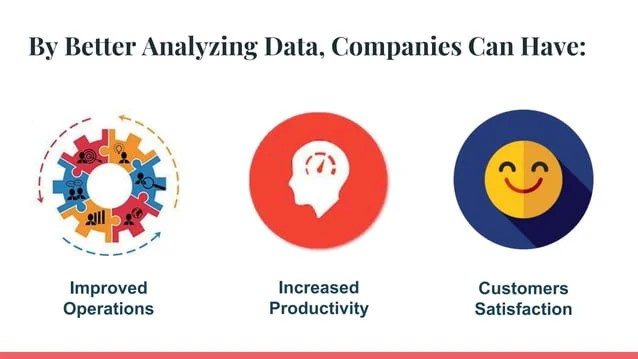 By Better Analyzing Data, Companies Can Have:
Improved
Operations
Increased
Productivity
Customers
Satisfaction